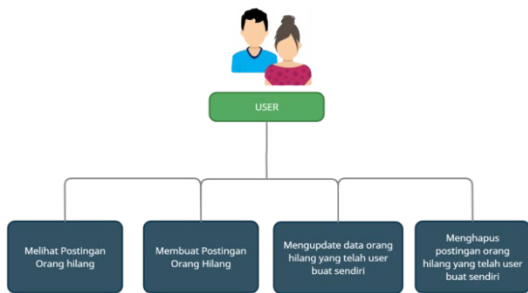 USER
Melihat Postingan
Orang hilang
Membuat Postingan
Orang Hilang
Mengupdate data orang
hilang yang telah user
buat sendiri
Menghapus
postingan orang
hilang yang telah user
buat sendiri